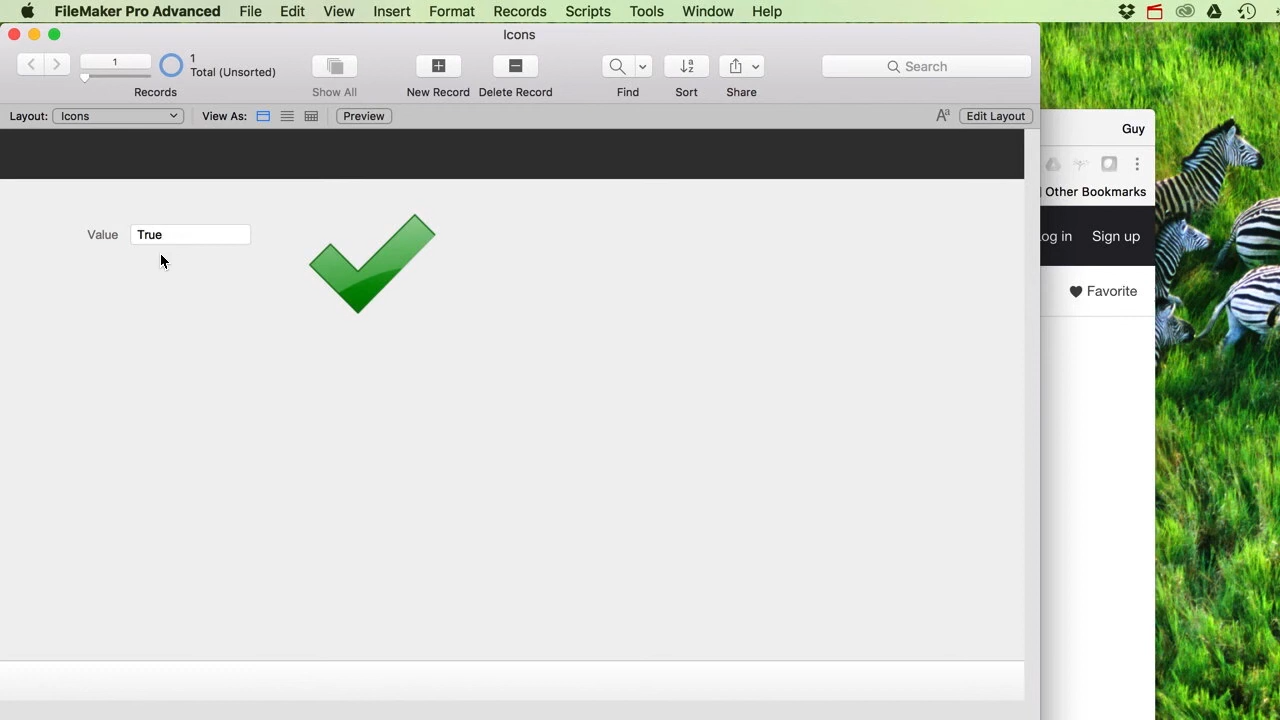 FileMaker Pro Advanced File Edit View Insert Format Records Scripts Tools Window Help
Icons
1
1
Total (Unsorted)
Records
Show All
New Record
Delete Record
Find
Sort
Share
Search
Layout: Icons View As: Preview Aa Edit Layout
Guy
Other Bookmarks
Value True
og in Sign up
Favorite